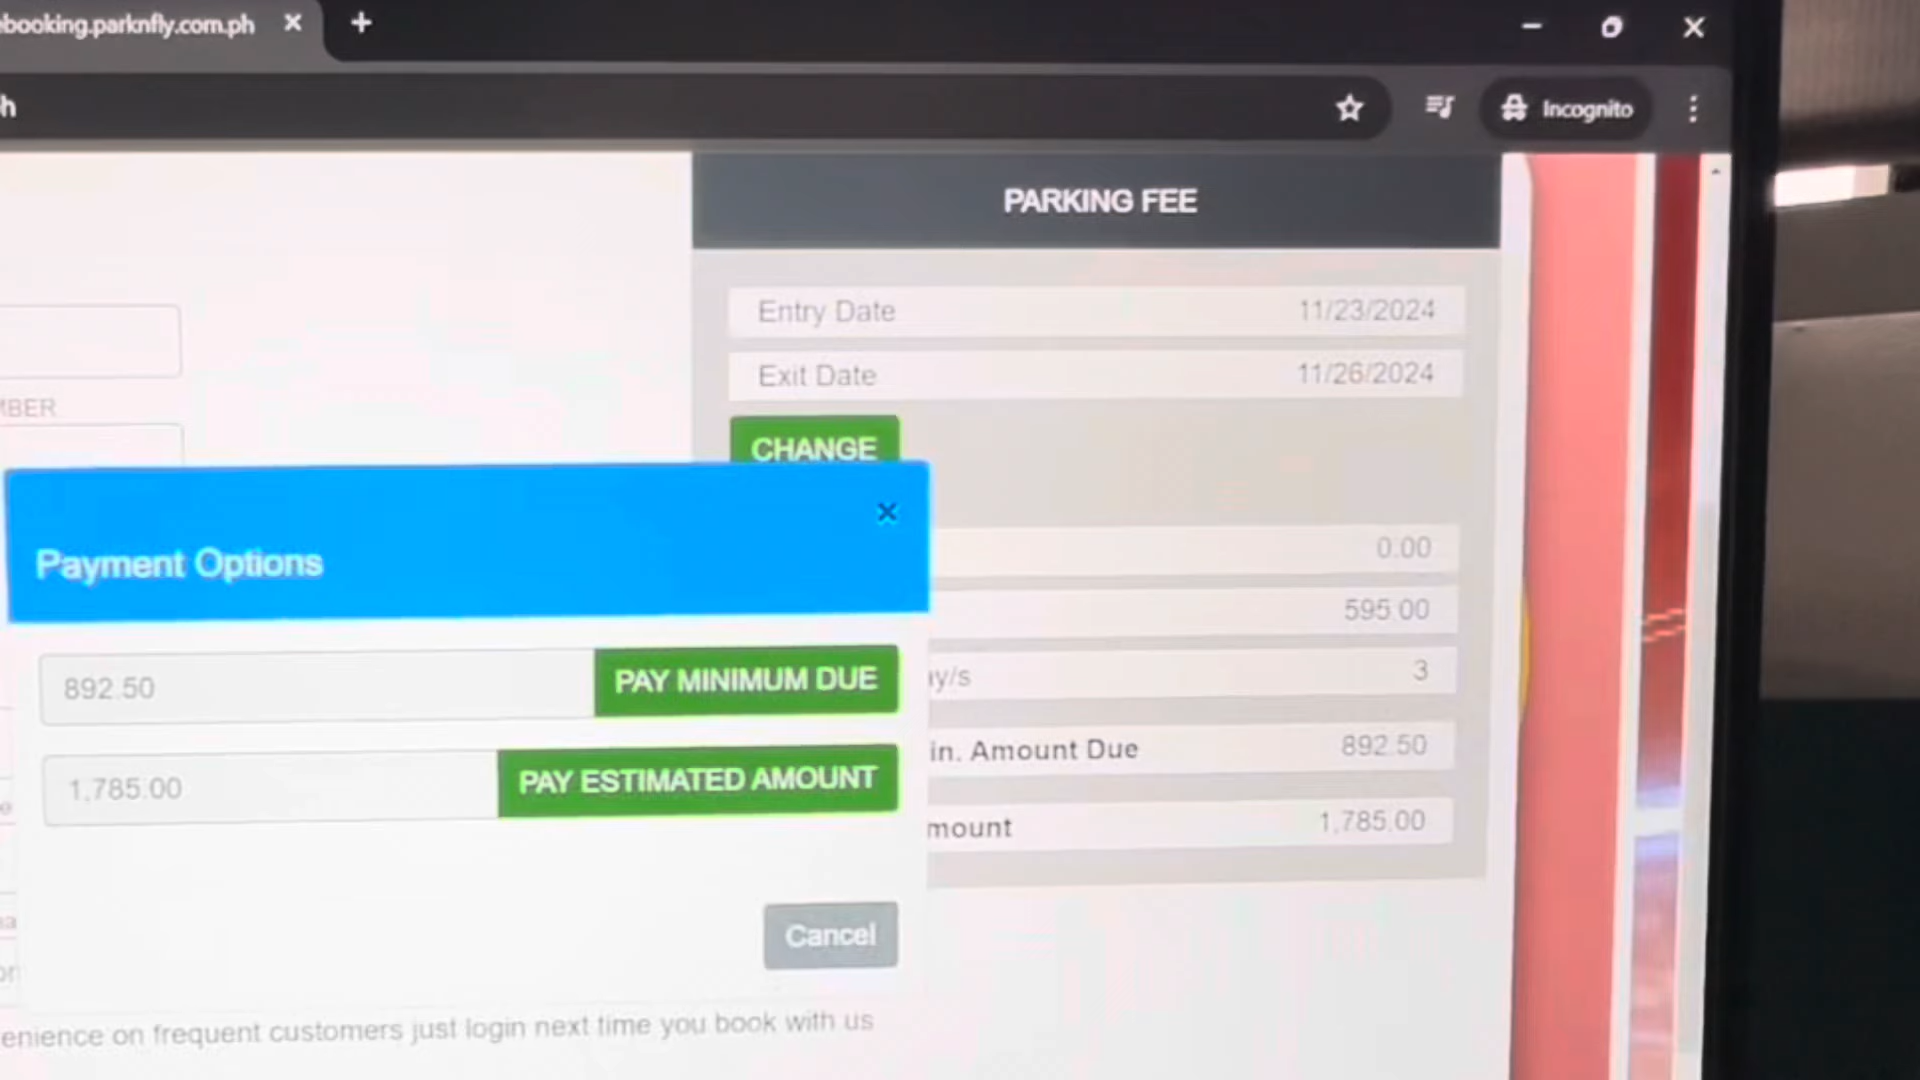 booking.parknfly.com.ph
Incognito
PARKING FEE
Entry Date 11/23/2024
Exit Date 11/26/2024
CHANGE
Payment Options
0.00
595.00
892.50 PAY MINIMUM DUE
3
in. Amount Due 892.50
1,785.00 PAY ESTIMATED AMOUNT
mount 1,785.00
Cancel
enience on frequent customers just login next time you book with us